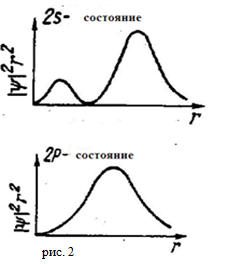 2s- состояние
|ψ|²r²
r
2p- состояние
|ψ|²r²
r
рис. 2